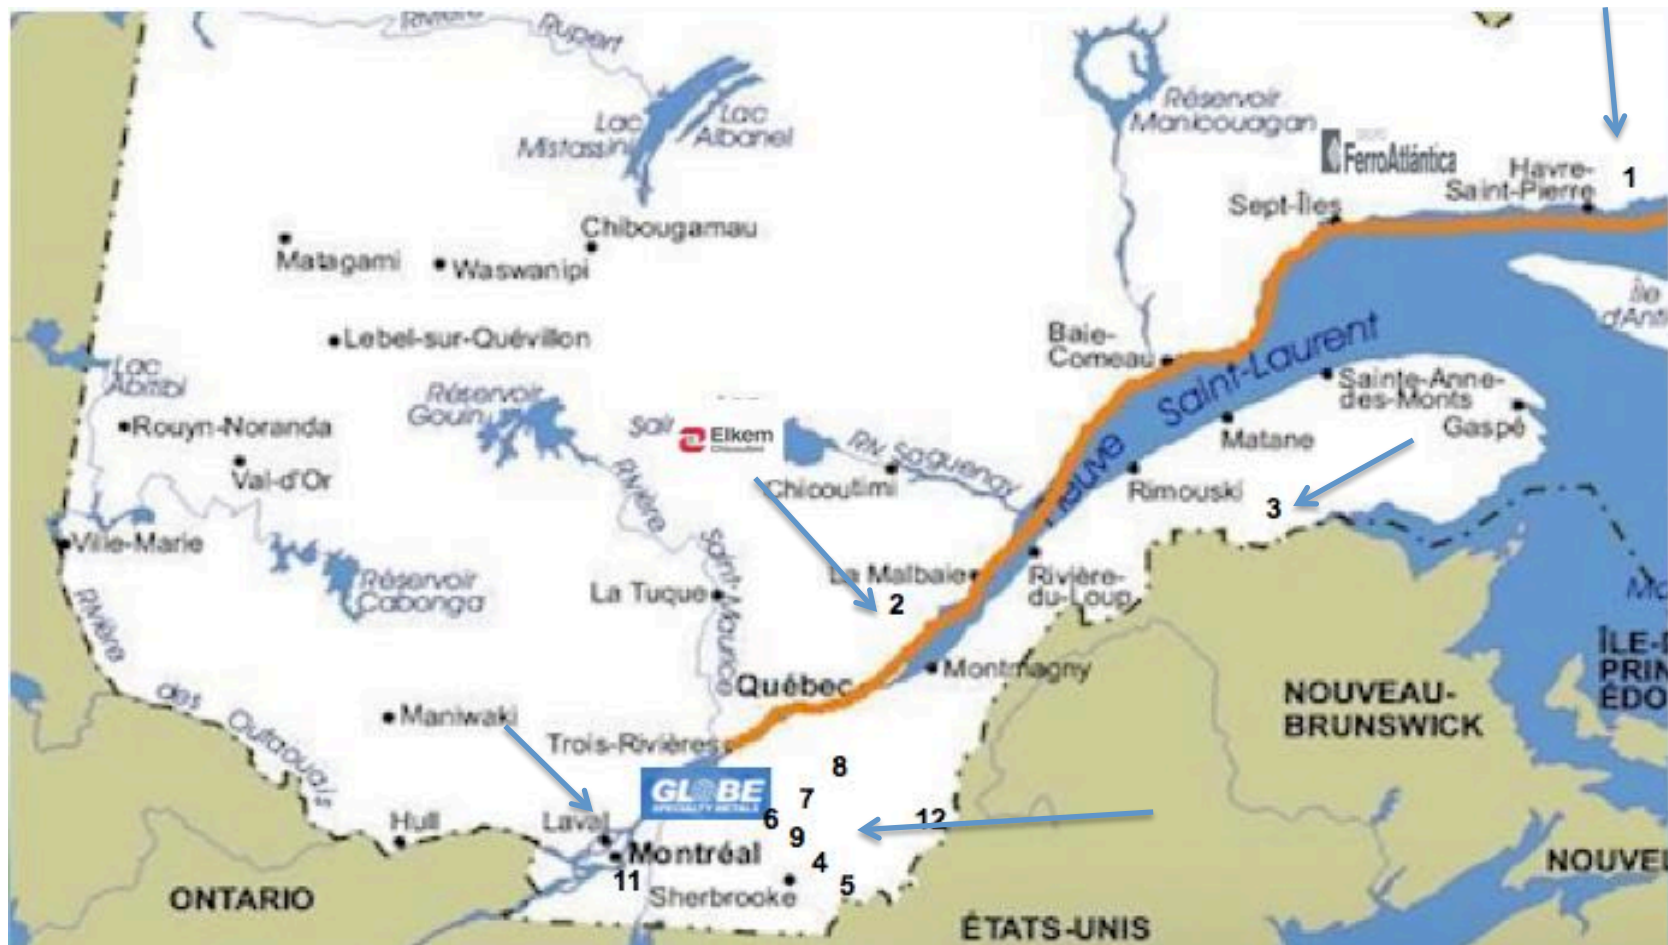 Rivière
Rupert
Lac
Mistassini
Lac
Albanel
Réservoir
Manicouagan
FerroAtlántica
Havre-
Saint-Pierre
1
Sept-Îles
Chibougamau
Matagami
Waswanipi
Île
Lebel-sur-Quévillon
Baie-
Comeau
Saint-Laurent
Lac
Abitibi
Réservoir
Gouin
Sainte-Anne-
des-Monts
Gaspé
Rouyn-Noranda
Elkem
Riv Saguenay
Matane
Val-d'Or
Rivière
Chicoutimi
Rimouski
3
Ville-Marie
Saint-Maurice
La Malbaie
Rivière-
du-Loup
Réservoir
Cabonga
La Tuque
2
Rivière
des
Outaouais
Montmagny
Québec
NOUVEAU-
BRUNSWICK
Maniwaki
Trois-Rivières
8
GLOBE
SPECIALTY METALS
7
6
12
Hull
Laval
9
Montréal
4
11
5
Sherbrooke
ONTARIO
ÉTATS-UNIS